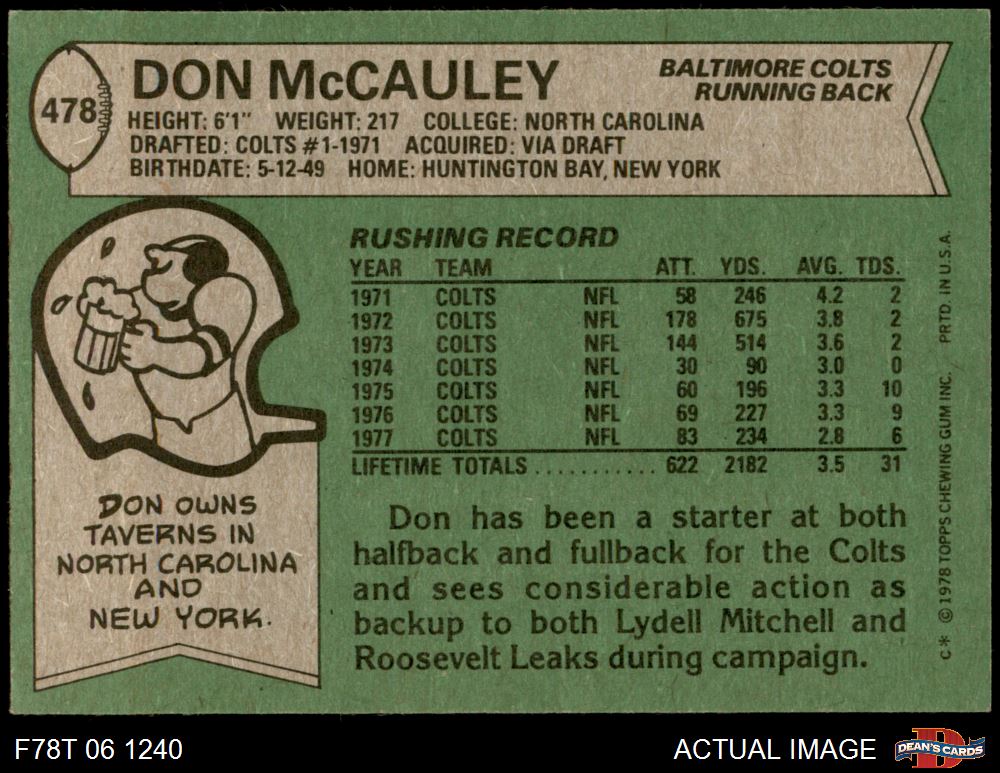 478
DON McCAULEY
BALTIMORE COLTS
RUNNING BACK
HEIGHT: 6'1" WEIGHT: 217 COLLEGE: NORTH CAROLINA
DRAFTED: COLTS #1-1971 ACQUIRED: VIA DRAFT
BIRTHDATE: 5-12-49 HOME: HUNTINGTON BAY, NEW YORK
RUSHING RECORD
YEAR TEAM ATT. YDS. AVG. TDS.
1971 COLTS NFL 58 246 4.2 2
1972 COLTS NFL 178 675 3.8 2
1973 COLTS NFL 144 514 3.6 2
1974 COLTS NFL 30 90 3.0 0
1975 COLTS NFL 60 196 3.3 10
1976 COLTS NFL 69 227 3.3 9
1977 COLTS NFL 83 234 2.8 6
LIFETIME TOTALS ........... 622 2182 3.5 31
DON OWNS
TAVERNS IN
NORTH CAROLINA
AND
NEW YORK.
Don has been a starter at both
halfback and fullback for the Colts
and sees considerable action as
backup to both Lydell Mitchell and
Roosevelt Leaks during campaign.
C* © 1978 TOPPS CHEWING GUM INC. PRTD. IN U.S.A.
F78T 06 1240
ACTUAL IMAGE
D
DEAN'S CARDS